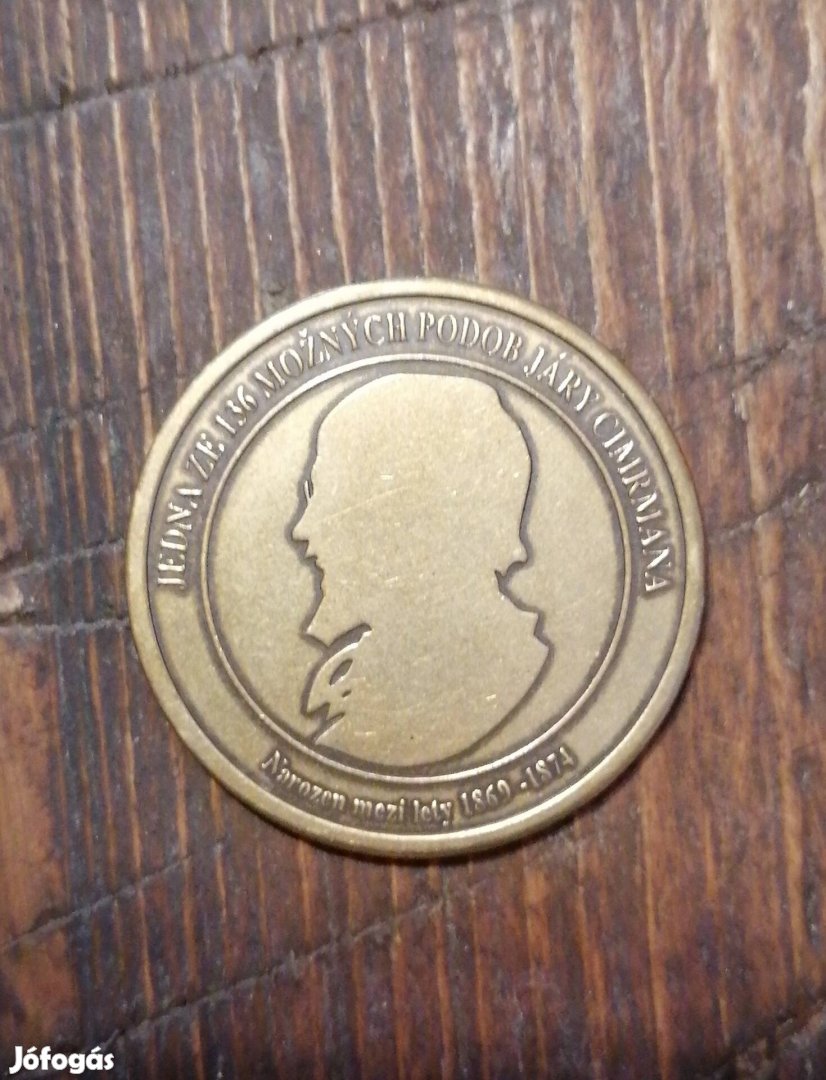 JEDNA ZE 136 MOŽNÝCH PODOB JÁRY CIMRMANA
Narozen mezi lety 1869 - 1874
Jófogás